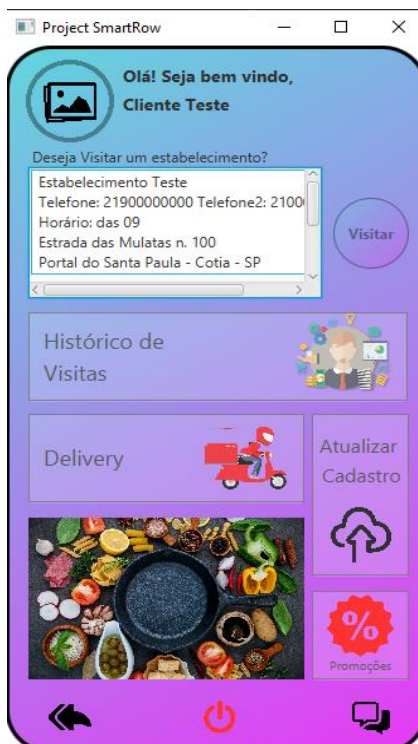 Project SmartRow
Olá! Seja bem vindo,
Cliente Teste
Deseja Visitar um estabelecimento?
Estabelecimento Teste
Telefone: 21900000000 Telefone2: 2100
Horário: das 09
Estrada das Mulatas n. 100
Portal do Santa Paula - Cotia - SP
Visitar
Histórico de
Visitas
Delivery
Atualizar
Cadastro
%
Promoções